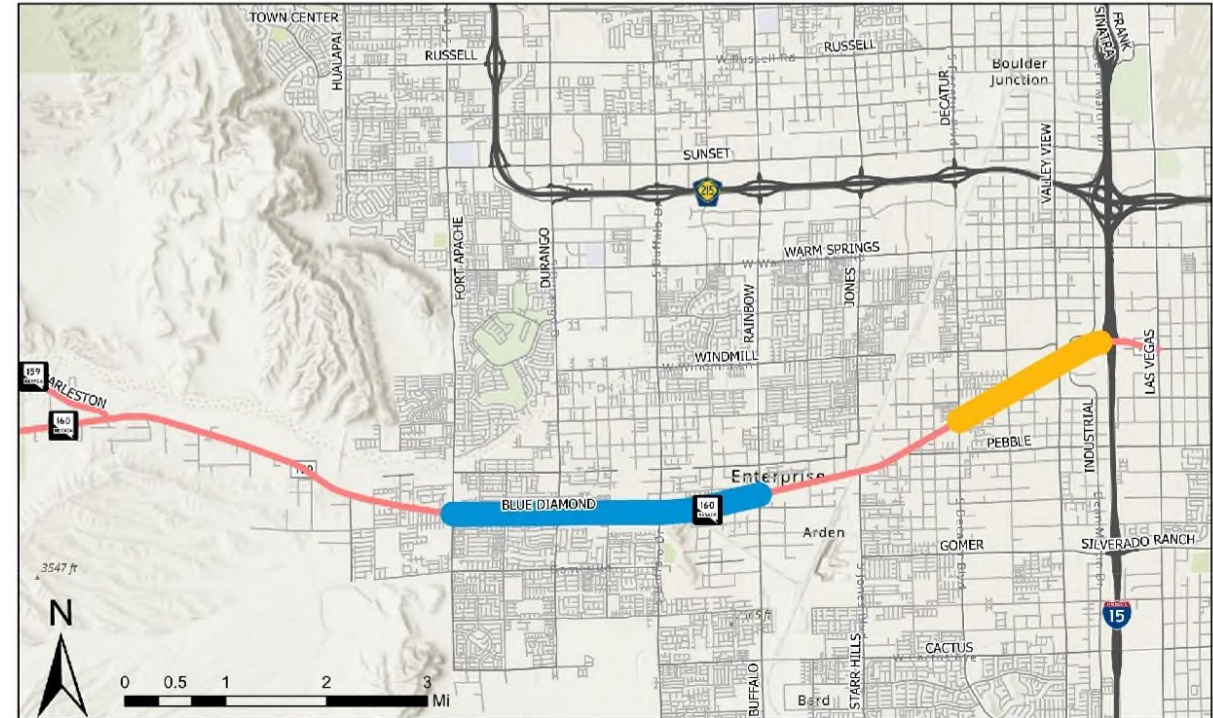 TOWN CENTER
HUALAPAI
RUSSELL
RUSSELL
W Russell Rd
FRANK
SINATRA
Boulder
Junction
DECATUR
SUNSET
VALLEY VIEW
215
FORT APACHE
DURANGO
WARM SPRINGS
RAINBOW
JONES
WINDMILL
LAS VEGAS
159
160
PEBBLE
INDUSTRIAL
Enterprise
BLUE DIAMOND
160
Arden
GOMER
SILVERADO RANCH
3547 ft
N
15
CACTUS
STARR HILLS
BUFFALO
Bard
0 0.5 1 2 3
Mi